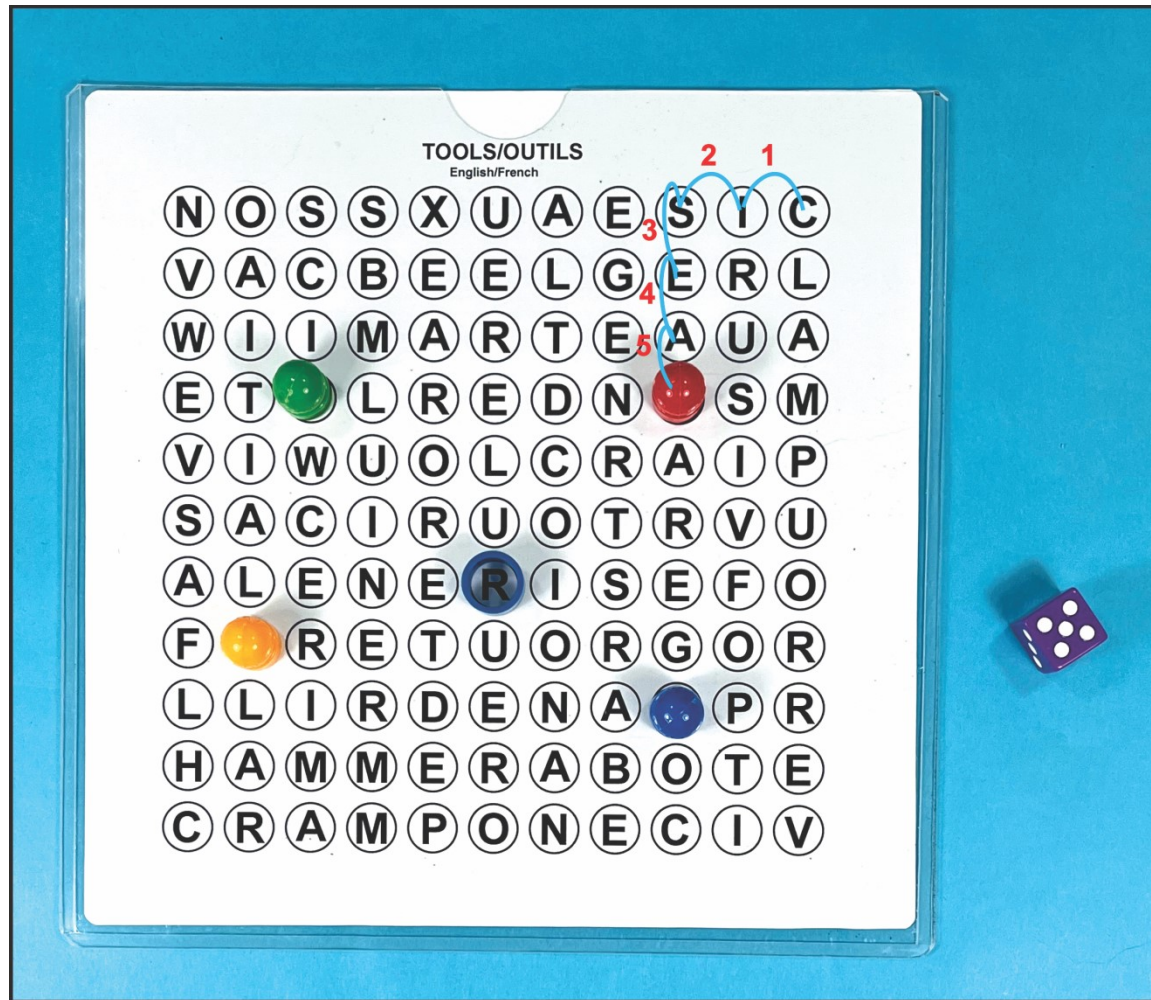 TOOLS/OUTILS
English/French
2 1
N O S S X U A E S I C
3
V A C B E E L G E R L
4
W I I M A R T E A U A
5
E T L R E D N S M
V I W U O L C R A I P
S A C I R U O T R V U
A L E N E R I S E F O
F R E T U O R G O R
L L I R D E N A P R
H A M M E R A B O T E
C R A M P O N E C I V